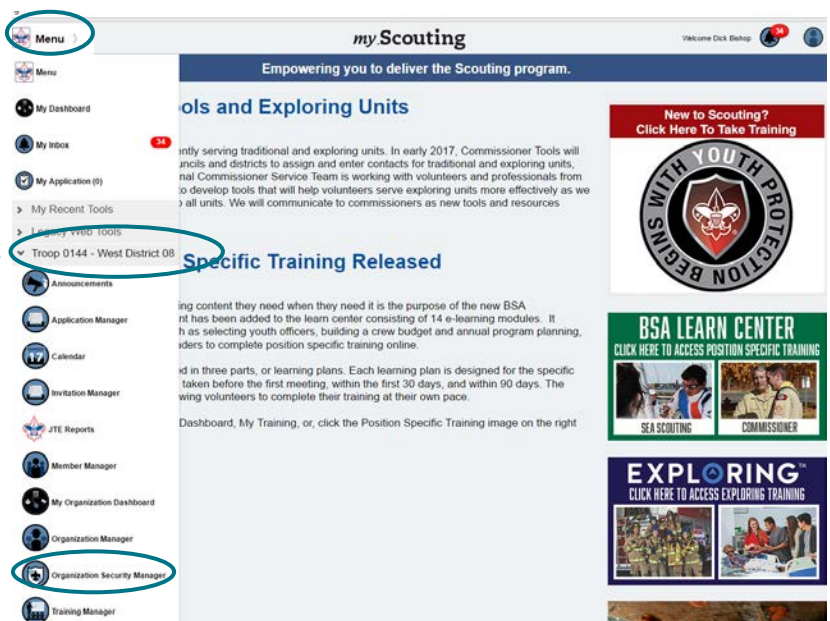 Menu
my.Scouting
Welcome Dick Bishop
34
Empowering you to deliver the Scouting program.
Menu
My Dashboard
My Inbox
34
My Application (0)
My Recent Tools
Legacy Web Tools
Troop 0144 - West District 08
Announcements
Application Manager
17
Calendar
Invitation Manager
JTE Reports
Member Manager
My Organization Dashboard
Organization Manager
Organization Security Manager
Training Manager
ols and Exploring Units
ntly serving traditional and exploring units. In early 2017, Commissioner Tools will
uncils and districts to assign and enter contacts for traditional and exploring units,
nal Commissioner Service Team is working with volunteers and professionals from
to develop tools that will help volunteers serve exploring units more effectively as we
all units. We will communicate to commissioners as new tools and resources
Specific Training Released
ing content they need when they need it is the purpose of the new BSA
nt has been added to the learn center consisting of 14 e-learning modules. It
h as selecting youth officers, building a crew budget and annual program planning,
ders to complete position specific training online.
d in three parts, or learning plans. Each learning plan is designed for the specific
taken before the first meeting, within the first 30 days, and within 90 days. The
wing volunteers to complete their training at their own pace.
Dashboard, My Training, or, click the Position Specific Training image on the right
New to Scouting?
Click Here To Take Training
YOUTH PROTECTION BEGINS WITH YOU
BSA LEARN CENTER
CLICK HERE TO ACCESS POSITION SPECIFIC TRAINING
SEA SCOUTING
COMMISSIONER
EXPLORING™
CLICK HERE TO ACCESS EXPLORING TRAINING